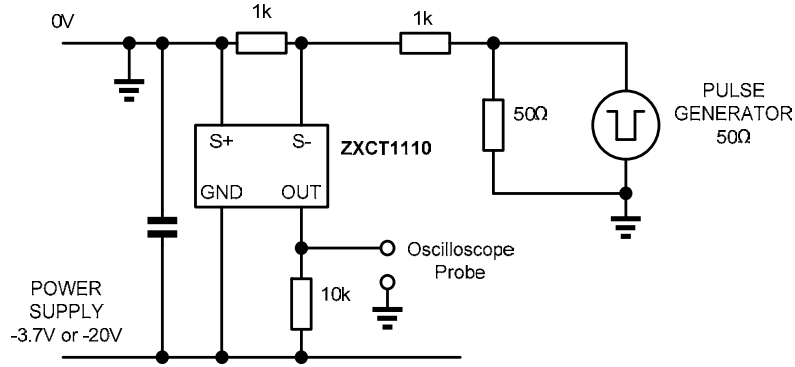 0V
1k
1k
S+
S-
ZXCT1110
GND
OUT
50Ω
PULSE
GENERATOR
50Ω
Oscilloscope
Probe
10k
POWER
SUPPLY
-3.7V or -20V